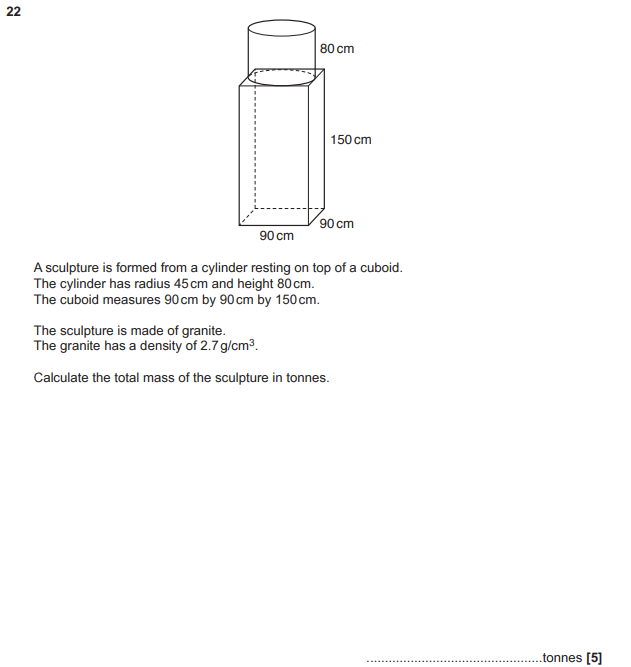 22
80 cm
150 cm
90 cm
90 cm
A sculpture is formed from a cylinder resting on top of a cuboid.
The cylinder has radius 45 cm and height 80 cm.
The cuboid measures 90 cm by 90 cm by 150 cm.
The sculpture is made of granite.
The granite has a density of 2.7 g/cm³.
Calculate the total mass of the sculpture in tonnes.
................................................tonnes [5]